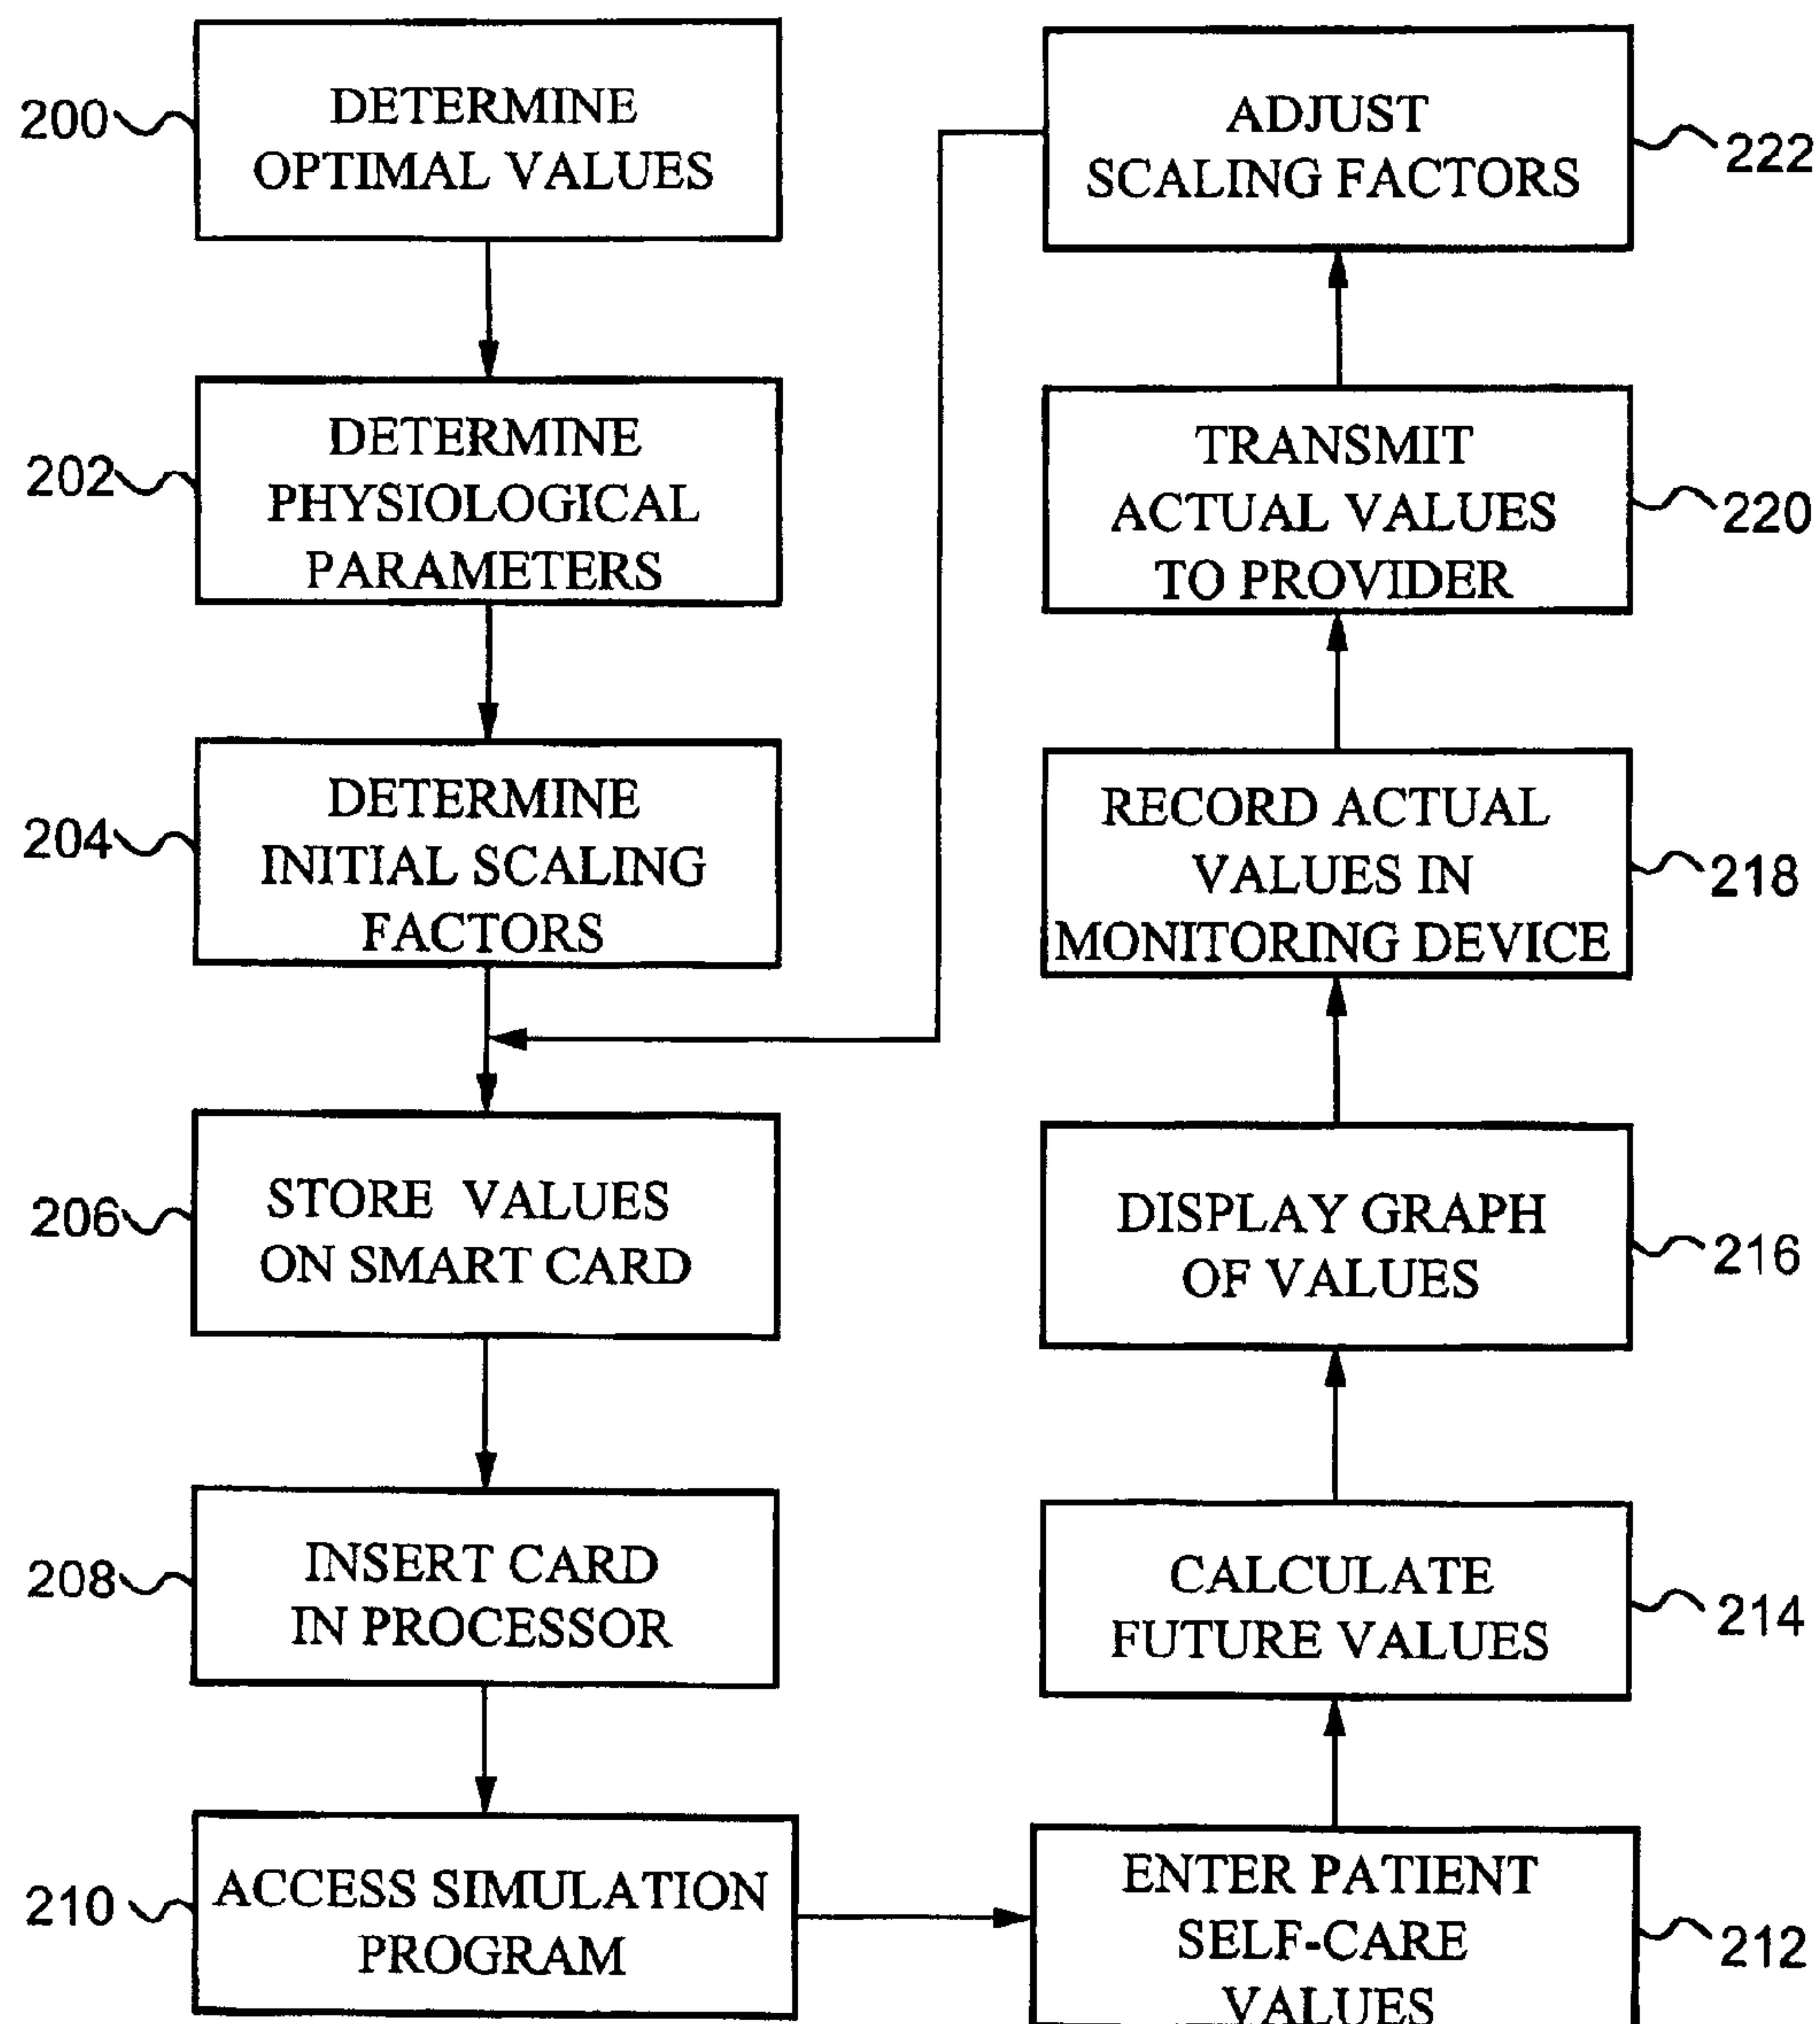 200
DETERMINE
OPTIMAL VALUES
202
DETERMINE
PHYSIOLOGICAL
PARAMETERS
204
DETERMINE
INITIAL SCALING
FACTORS
206
STORE VALUES
ON SMART CARD
208
INSERT CARD
IN PROCESSOR
210
ACCESS SIMULATION
PROGRAM
ENTER PATIENT
SELF-CARE
VALUES
212
CALCULATE
FUTURE VALUES
214
DISPLAY GRAPH
OF VALUES
216
RECORD ACTUAL
VALUES IN
MONITORING DEVICE
218
TRANSMIT
ACTUAL VALUES
TO PROVIDER
220
ADJUST
SCALING FACTORS
222